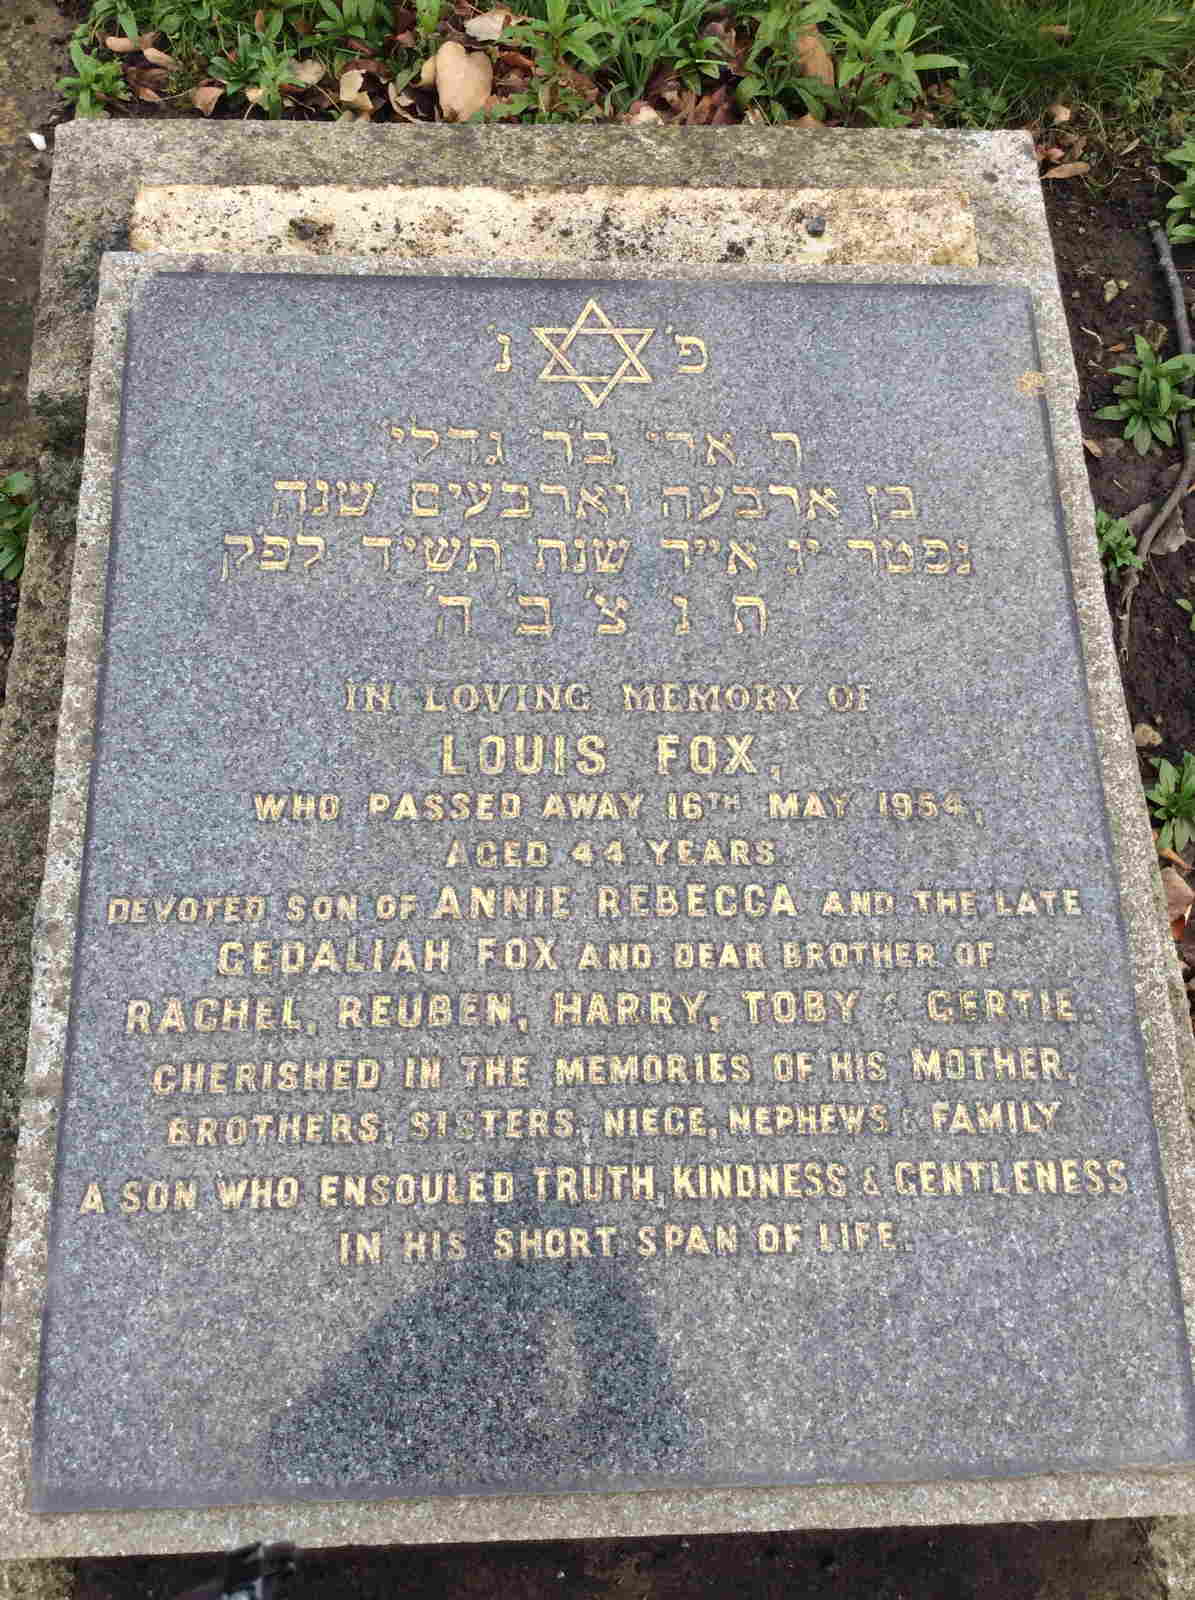 פ' נ'
ר' ארי' ב"ר גדלי'
בן ארבעה וארבעים שנה
נפטר י"ג אייר שנת תשי"ד לפ"ק
ת' נ' צ' ב' ה'
IN LOVING MEMORY OF
LOUIS FOX,
WHO PASSED AWAY 16TH MAY 1954,
AGED 44 YEARS.
DEVOTED SON OF ANNIE REBECCA AND THE LATE
GEDALIAH FOX AND DEAR BROTHER OF
RACHEL, REUBEN, HARRY, TOBY & GERTIE.
CHERISHED IN THE MEMORIES OF HIS MOTHER,
BROTHERS, SISTERS, NIECE, NEPHEWS & FAMILY
A SON WHO ENSOULED TRUTH, KINDNESS & GENTLENESS
IN HIS SHORT SPAN OF LIFE.